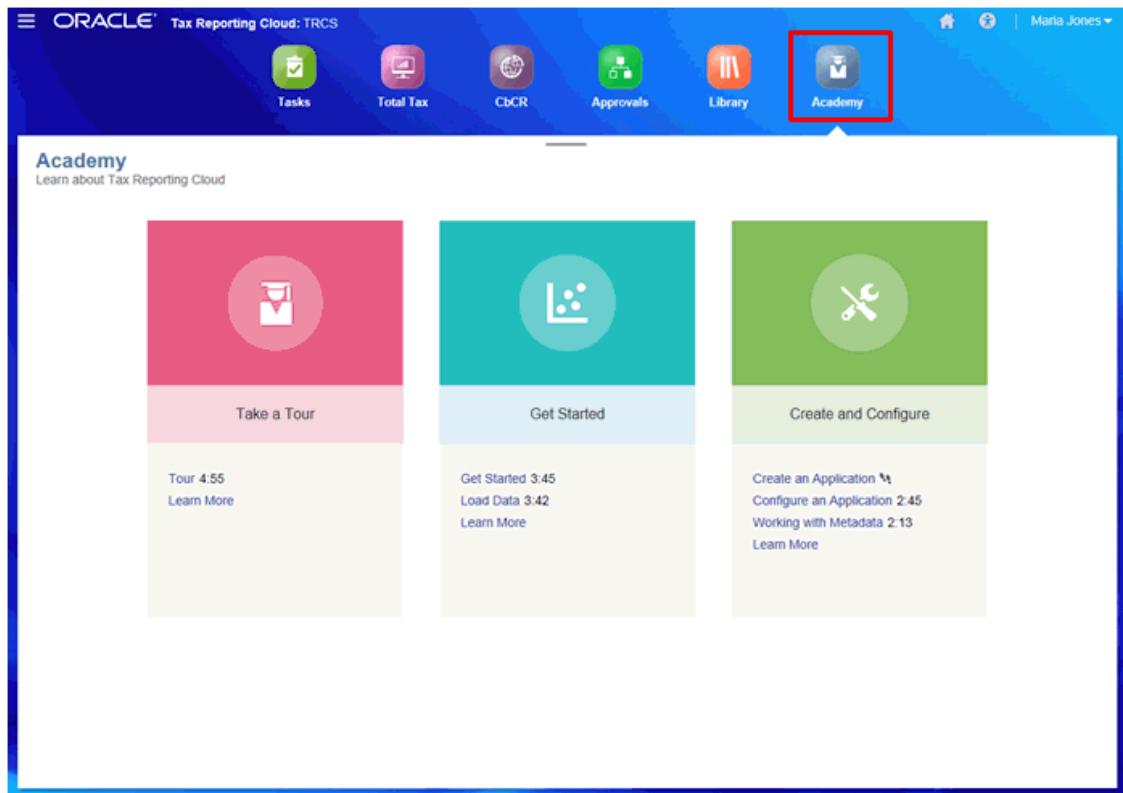 ORACLE Tax Reporting Cloud: TRCS Maria Jones
Tasks Total Tax CbCR Approvals Library Academy
Academy
Learn about Tax Reporting Cloud
Take a Tour
Tour 4:55
Learn More
Get Started
Get Started 3:45
Load Data 3:42
Learn More
Create and Configure
Create an Application
Configure an Application 2:45
Working with Metadata 2:13
Learn More